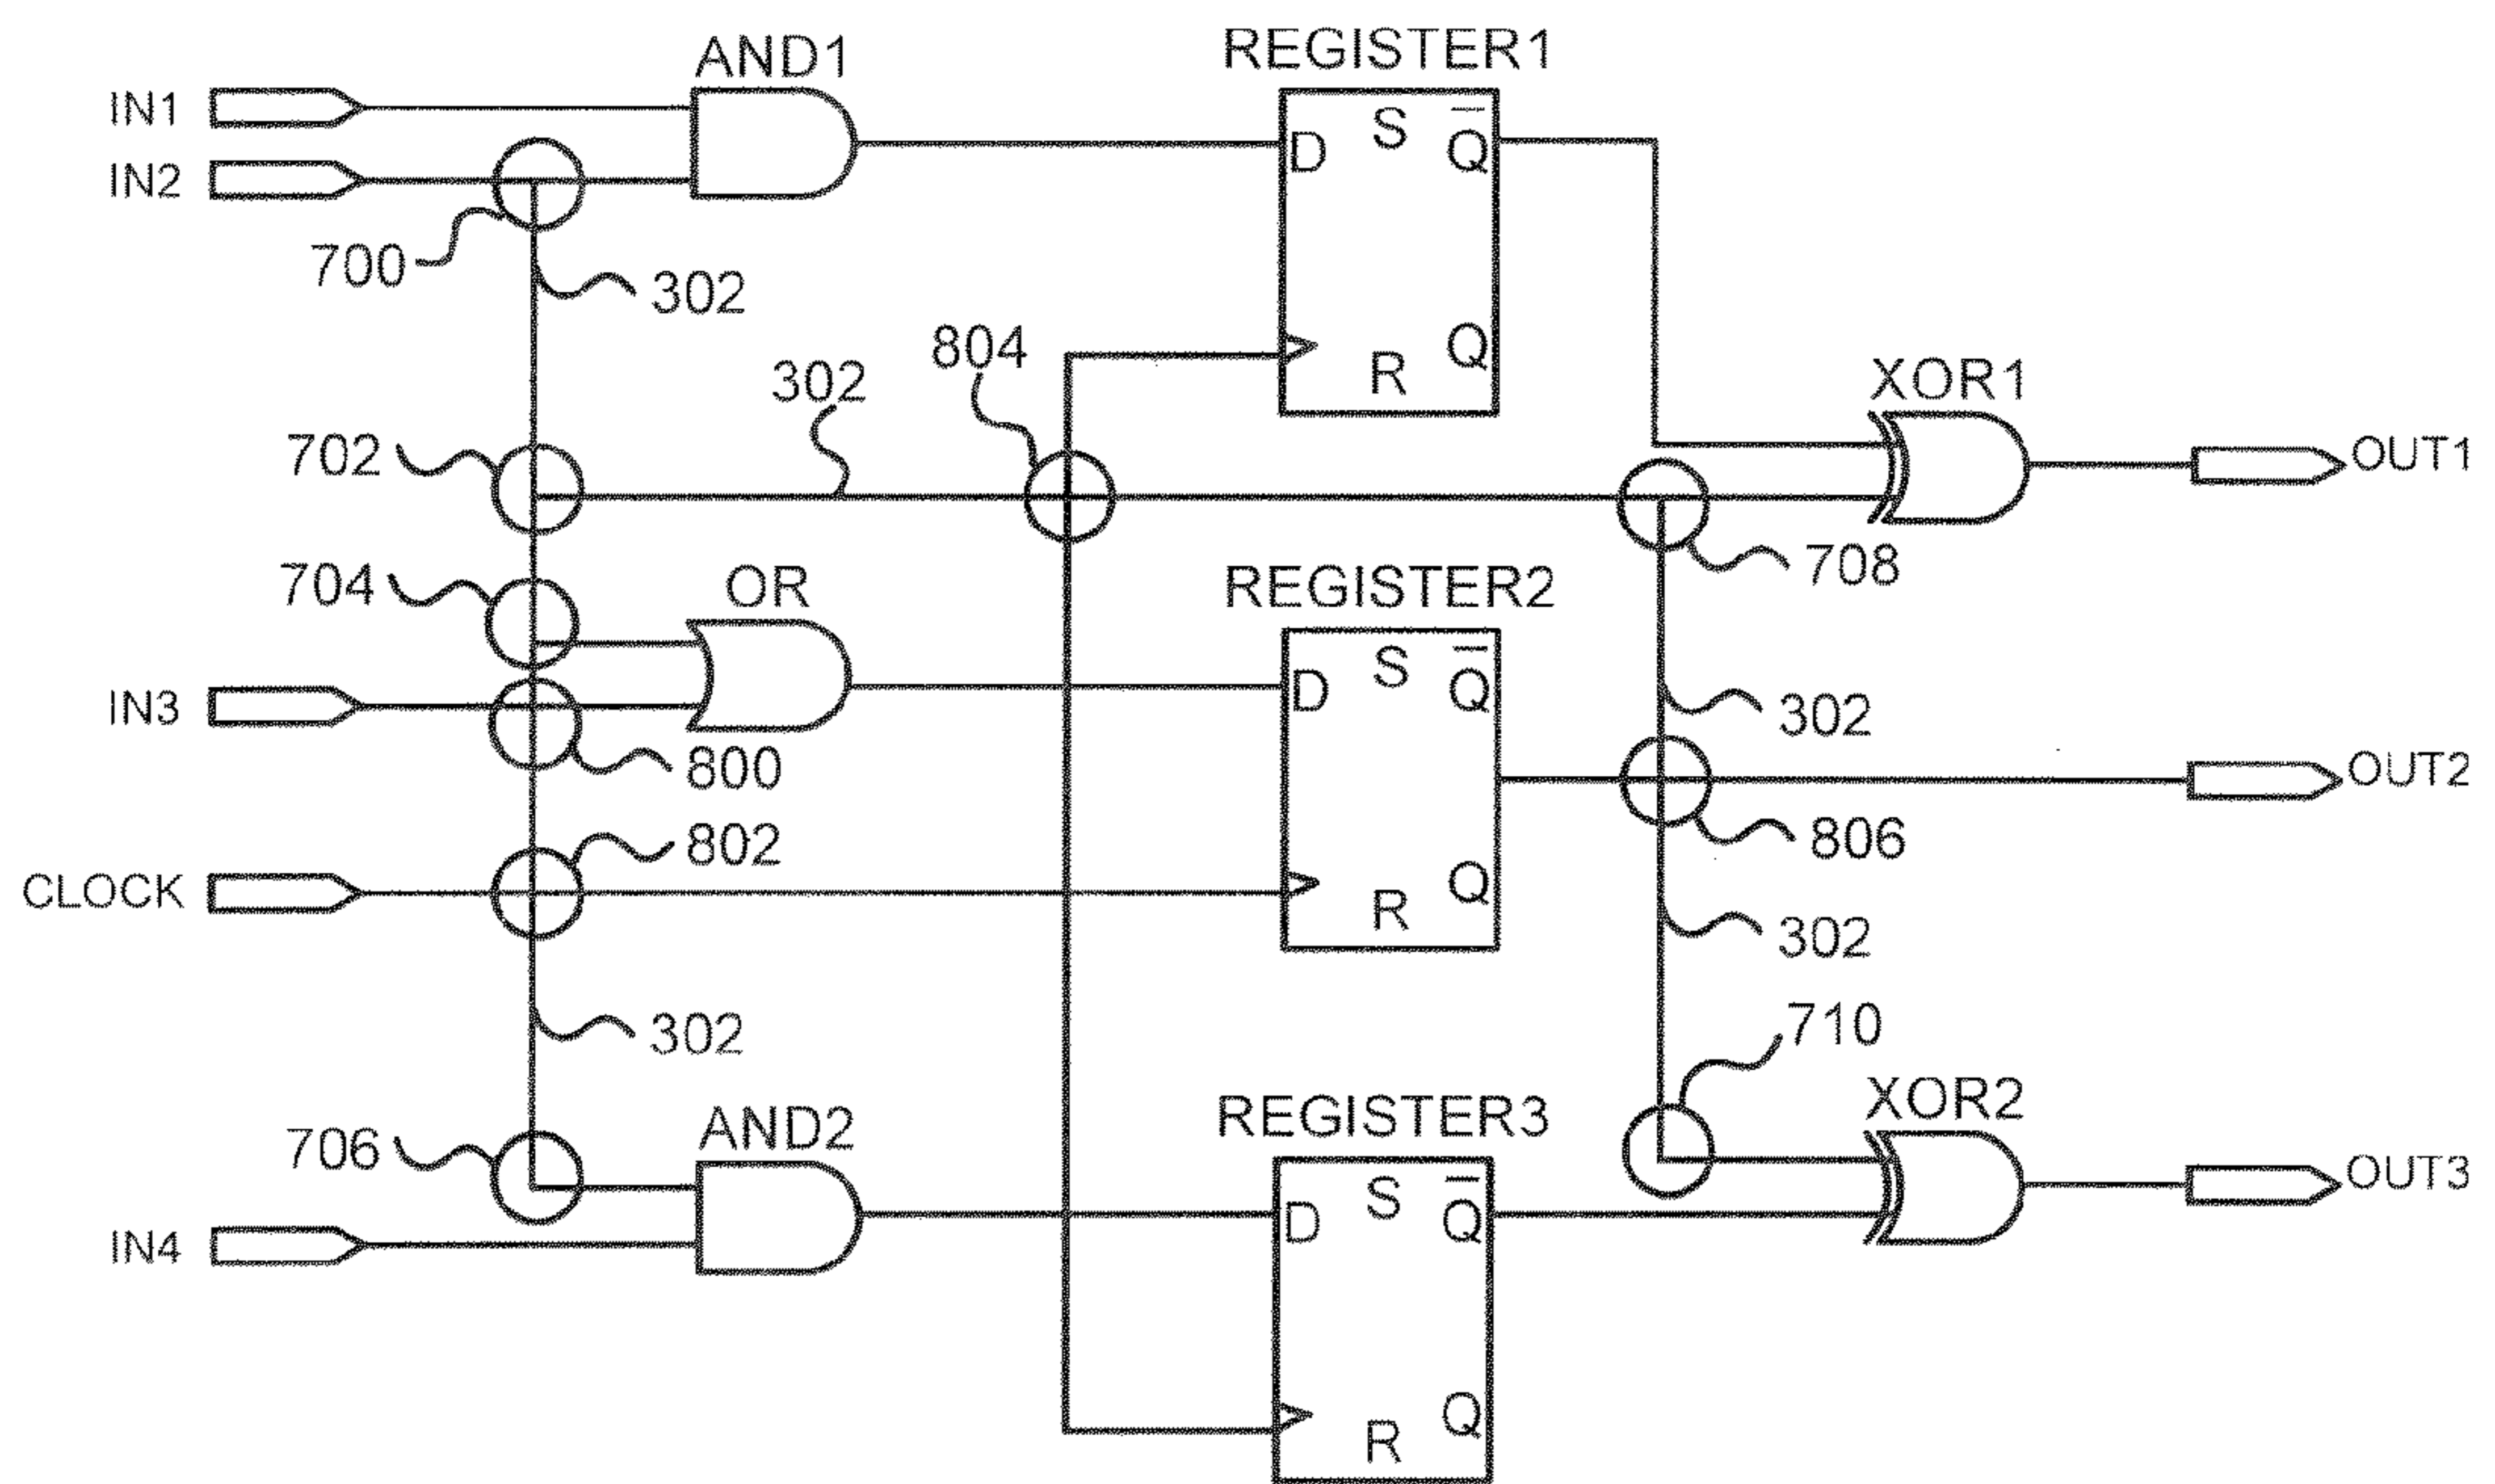 AND1
REGISTER1
IN1
D S Q̅
IN2
700
302
Q
R
804
302
XOR1
702
OUT1
704
OR
REGISTER2
708
D S Q̅
IN3
302
800
OUT2
802
806
CLOCK
R Q
302
302
710
706
AND2
REGISTER3
XOR2
D S Q̅
OUT3
IN4
R Q